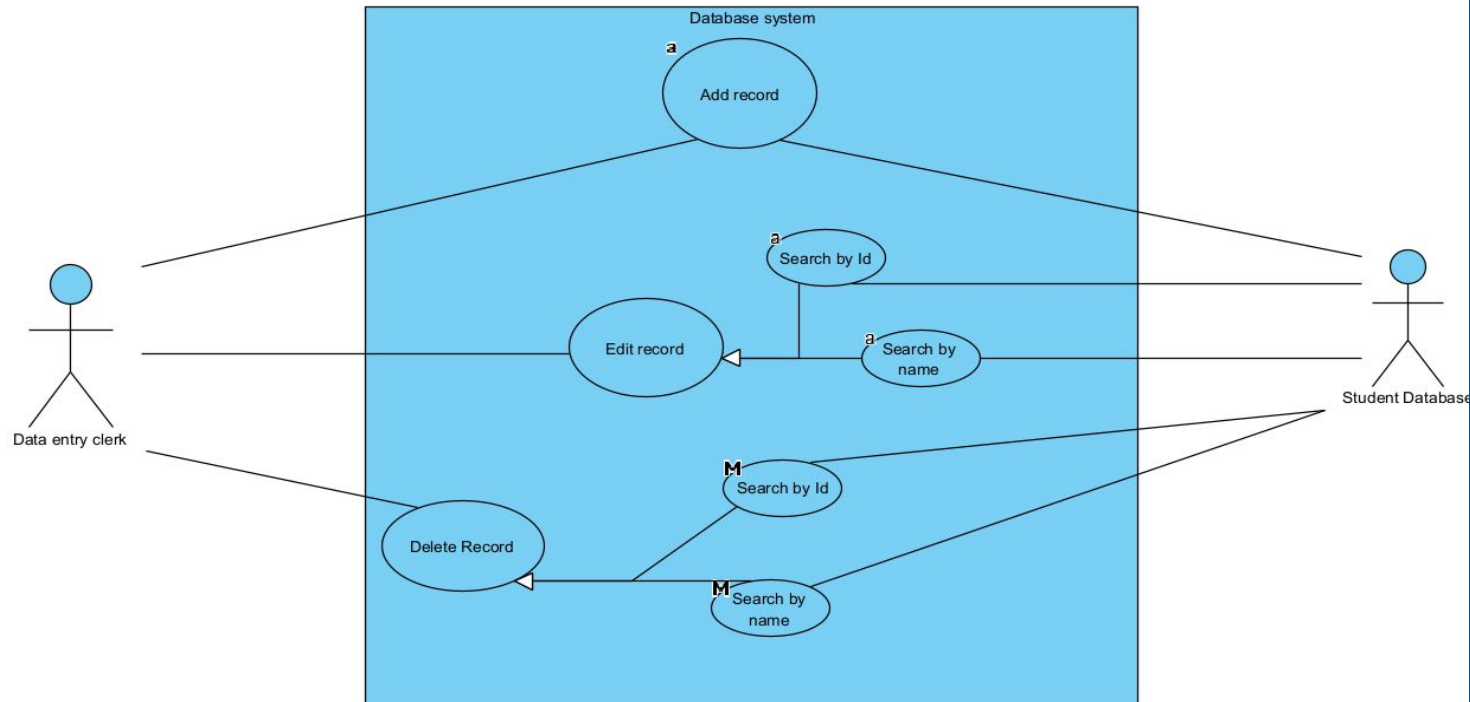 Database system
a
Add record
a
Search by Id
Edit record
a
Search by
name
Data entry clerk
Student Database
M
Search by Id
Delete Record
M
Search by
name